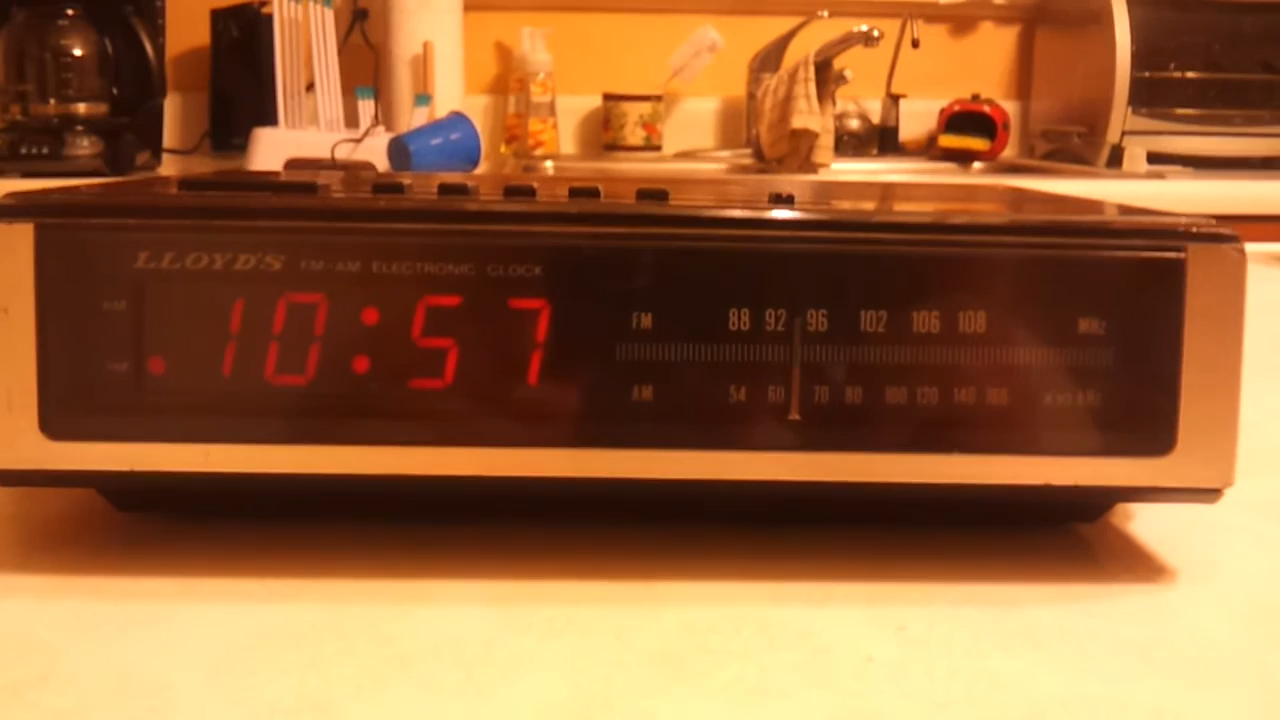 LLOYD'S FM-AM ELECTRONIC CLOCK
AM
10:57
FM 88 92 96 102 106 108 MHz
AM 54 60 70 80 100 120 140 160